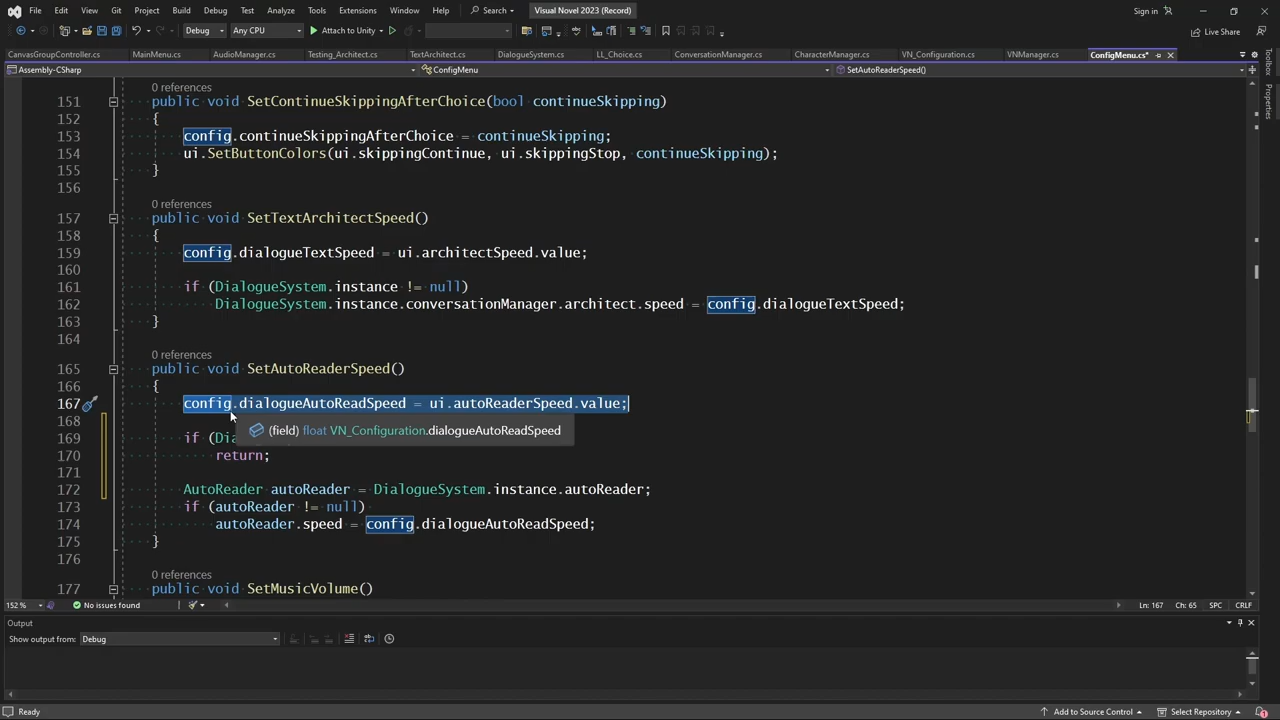 File Edit View Git Project Build Debug Test Analyze Tools Extensions Window Help Search Visual Novel 2023 (Record) Sign in
Debug Any CPU Attach to Unity Live Share
CanvasGroupController.cs MainMenu.cs AudioManager.cs Testing_Architect.cs TextArchitect.cs DialogueSystem.cs LL_Choice.cs ConversationManager.cs CharacterManager.cs VN_Configuration.cs VNManager.cs ConfigMenu.cs*
Assembly-CSharp ConfigMenu SetAutoReaderSpeed()
0 references
151 public void SetContinueSkippingAfterChoice(bool continueSkipping)
152 {
153 config.continueSkippingAfterChoice = continueSkipping;
154 ui.SetButtonColors(ui.skippingContinue, ui.skippingStop, continueSkipping);
155 }
156
0 references
157 public void SetTextArchitectSpeed()
158 {
159 config.dialogueTextSpeed = ui.architectSpeed.value;
160
161 if (DialogueSystem.instance != null)
162 DialogueSystem.instance.conversationManager.architect.speed = config.dialogueTextSpeed;
163 }
164
0 references
165 public void SetAutoReaderSpeed()
166 {
167 config.dialogueAutoReadSpeed = ui.autoReaderSpeed.value;
168
(field) float VN_Configuration.dialogueAutoReadSpeed
169 if (Di
170 return;
171
172 AutoReader autoReader = DialogueSystem.instance.autoReader;
173 if (autoReader != null)
174 autoReader.speed = config.dialogueAutoReadSpeed;
175 }
176
0 references
177 public void SetMusicVolume()
152 % No issues found Ln: 167 Ch: 65 SPC CRLF
Output
Show output from: Debug
Ready Add to Source Control Select Repository 1
Toolbox
Properties